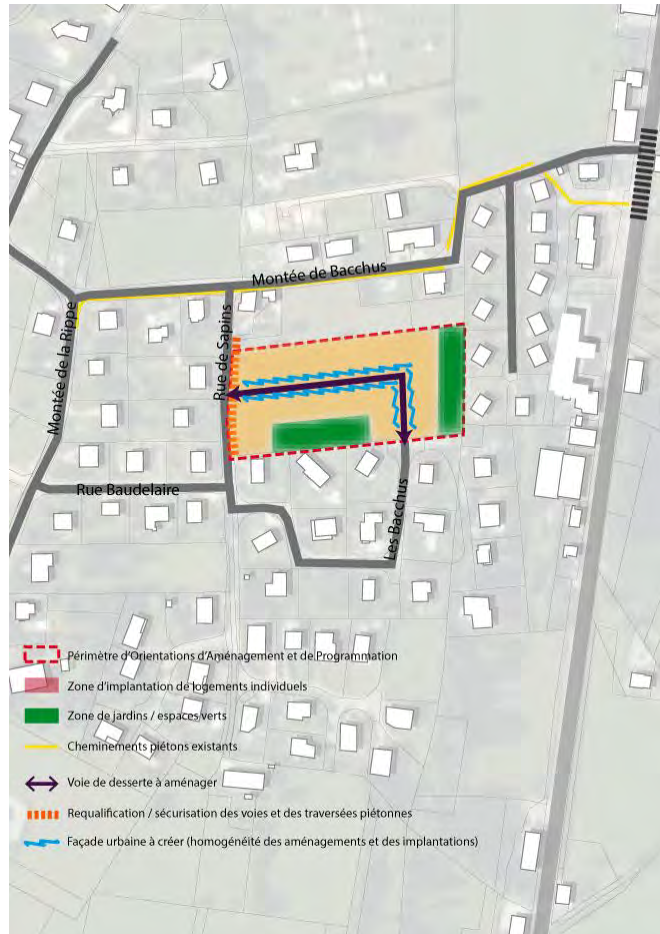 Montée de Bacchus
Rue de Sapins
Montée de la Rippe
Rue Baudelaire
Les Bacchus
Périmètre d'Orientations d'Aménagement et de Programmation
Zone d'implantation de logements individuels
Zone de jardins / espaces verts
Cheminements piétons existants
Voie de desserte à aménager
Requalification / sécurisation des voies et des traversées piétonnes
Façade urbaine à créer (homogénéité des aménagements et des implantations)